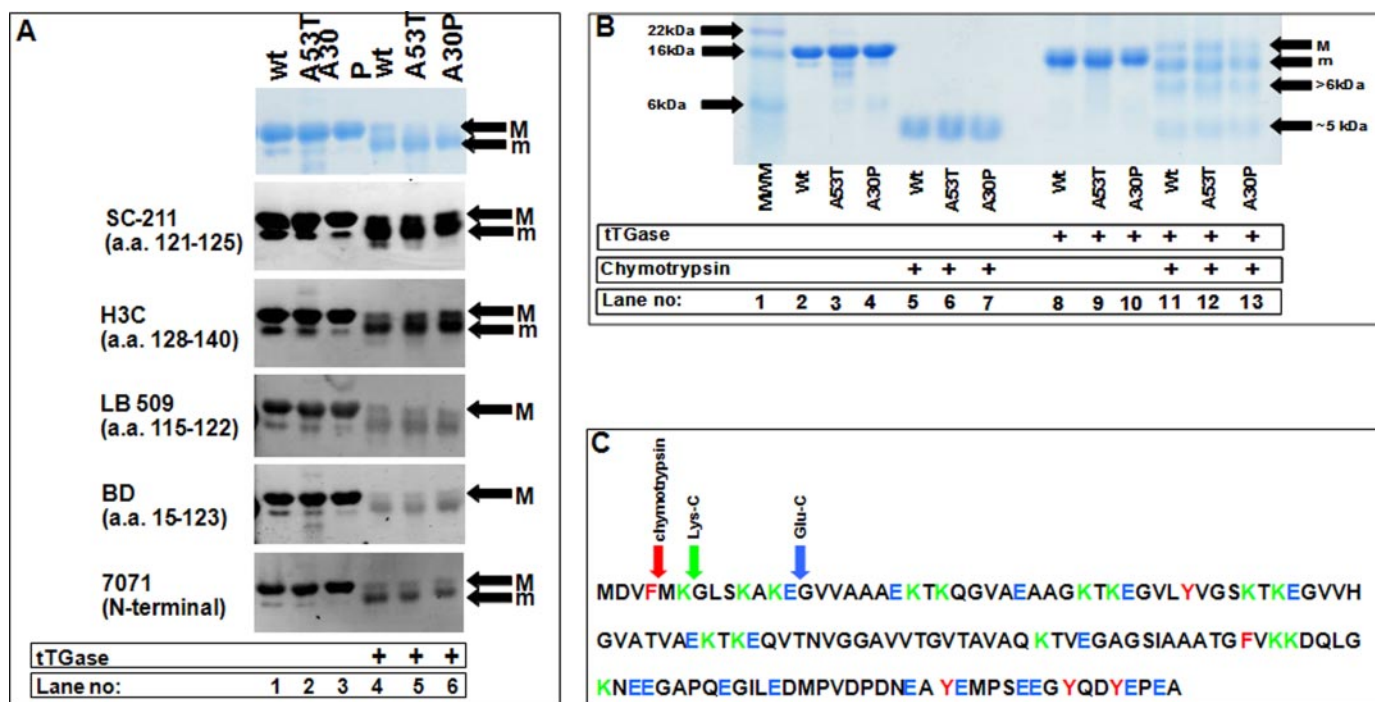 A
wt
A53T
A30
P
wt
A53T
A30P
M
m
SC-211
(a.a. 121-125)
M
m
H3C
(a.a. 128-140)
M
m
LB 509
(a.a. 115-122)
M
BD
(a.a. 15-123)
M
7071
(N-terminal)
M
m
tTGase + + +
Lane no: 1 2 3 4 5 6
B
22kDa
16kDa
6kDa
M
m
>6kDa
~5 kDa
MWM Wt A53T A30P Wt A53T A30P Wt A53T A30P Wt A53T A30P
tTGase + + + + + +
Chymotrypsin + + + + + +
Lane no: 1 2 3 4 5 6 7 8 9 10 11 12 13
C
chymotrypsin
Lys-C
Glu-C
MDVFMKGLSKAKEGVVAAAEKTKQGVAEAAGKTKEGVLYVGSKTKEGVVH
GVATVAEKTKEQVTNVGGAVVTGVTAVAQKTVEGAGSIAAATGFVKKDQLG
KNEEGAPQEGILEDMPVDPDNEAYEMPSEEGYQDYEPEA